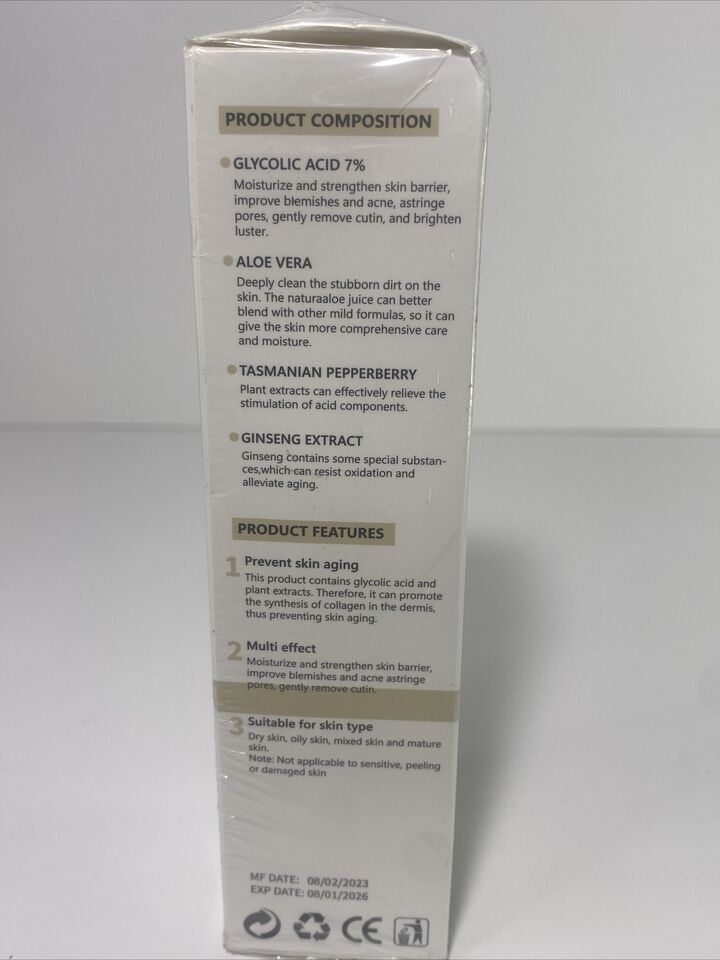 PRODUCT COMPOSITION
GLYCOLIC ACID 7%
Moisturize and strengthen skin barrier,
improve blemishes and acne, astringe
pores, gently remove cutin, and brighten
luster.
ALOE VERA
Deeply clean the stubborn dirt on the
skin. The naturaaloe juice can better
blend with other mild formulas, so it can
give the skin more comprehensive care
and moisture.
TASMANIAN PEPPERBERRY
Plant extracts can effectively relieve the
stimulation of acid components.
GINSENG EXTRACT
Ginseng contains some special substan-
ces,which can resist oxidation and
alleviate aging.
PRODUCT FEATURES
1 Prevent skin aging
This product contains glycolic acid and
plant extracts. Therefore, it can promote
the synthesis of collagen in the dermis,
thus preventing skin aging.
2 Multi effect
Moisturize and strengthen skin barrier,
improve blemishes and acne astringe
pores, gently remove cutin.
3 Suitable for skin type
Dry skin, oily skin, mixed skin and mature
skin.
Note: Not applicable to sensitive, peeling
or damaged skin
MF DATE: 08/02/2023
EXP DATE: 08/01/2026
CE